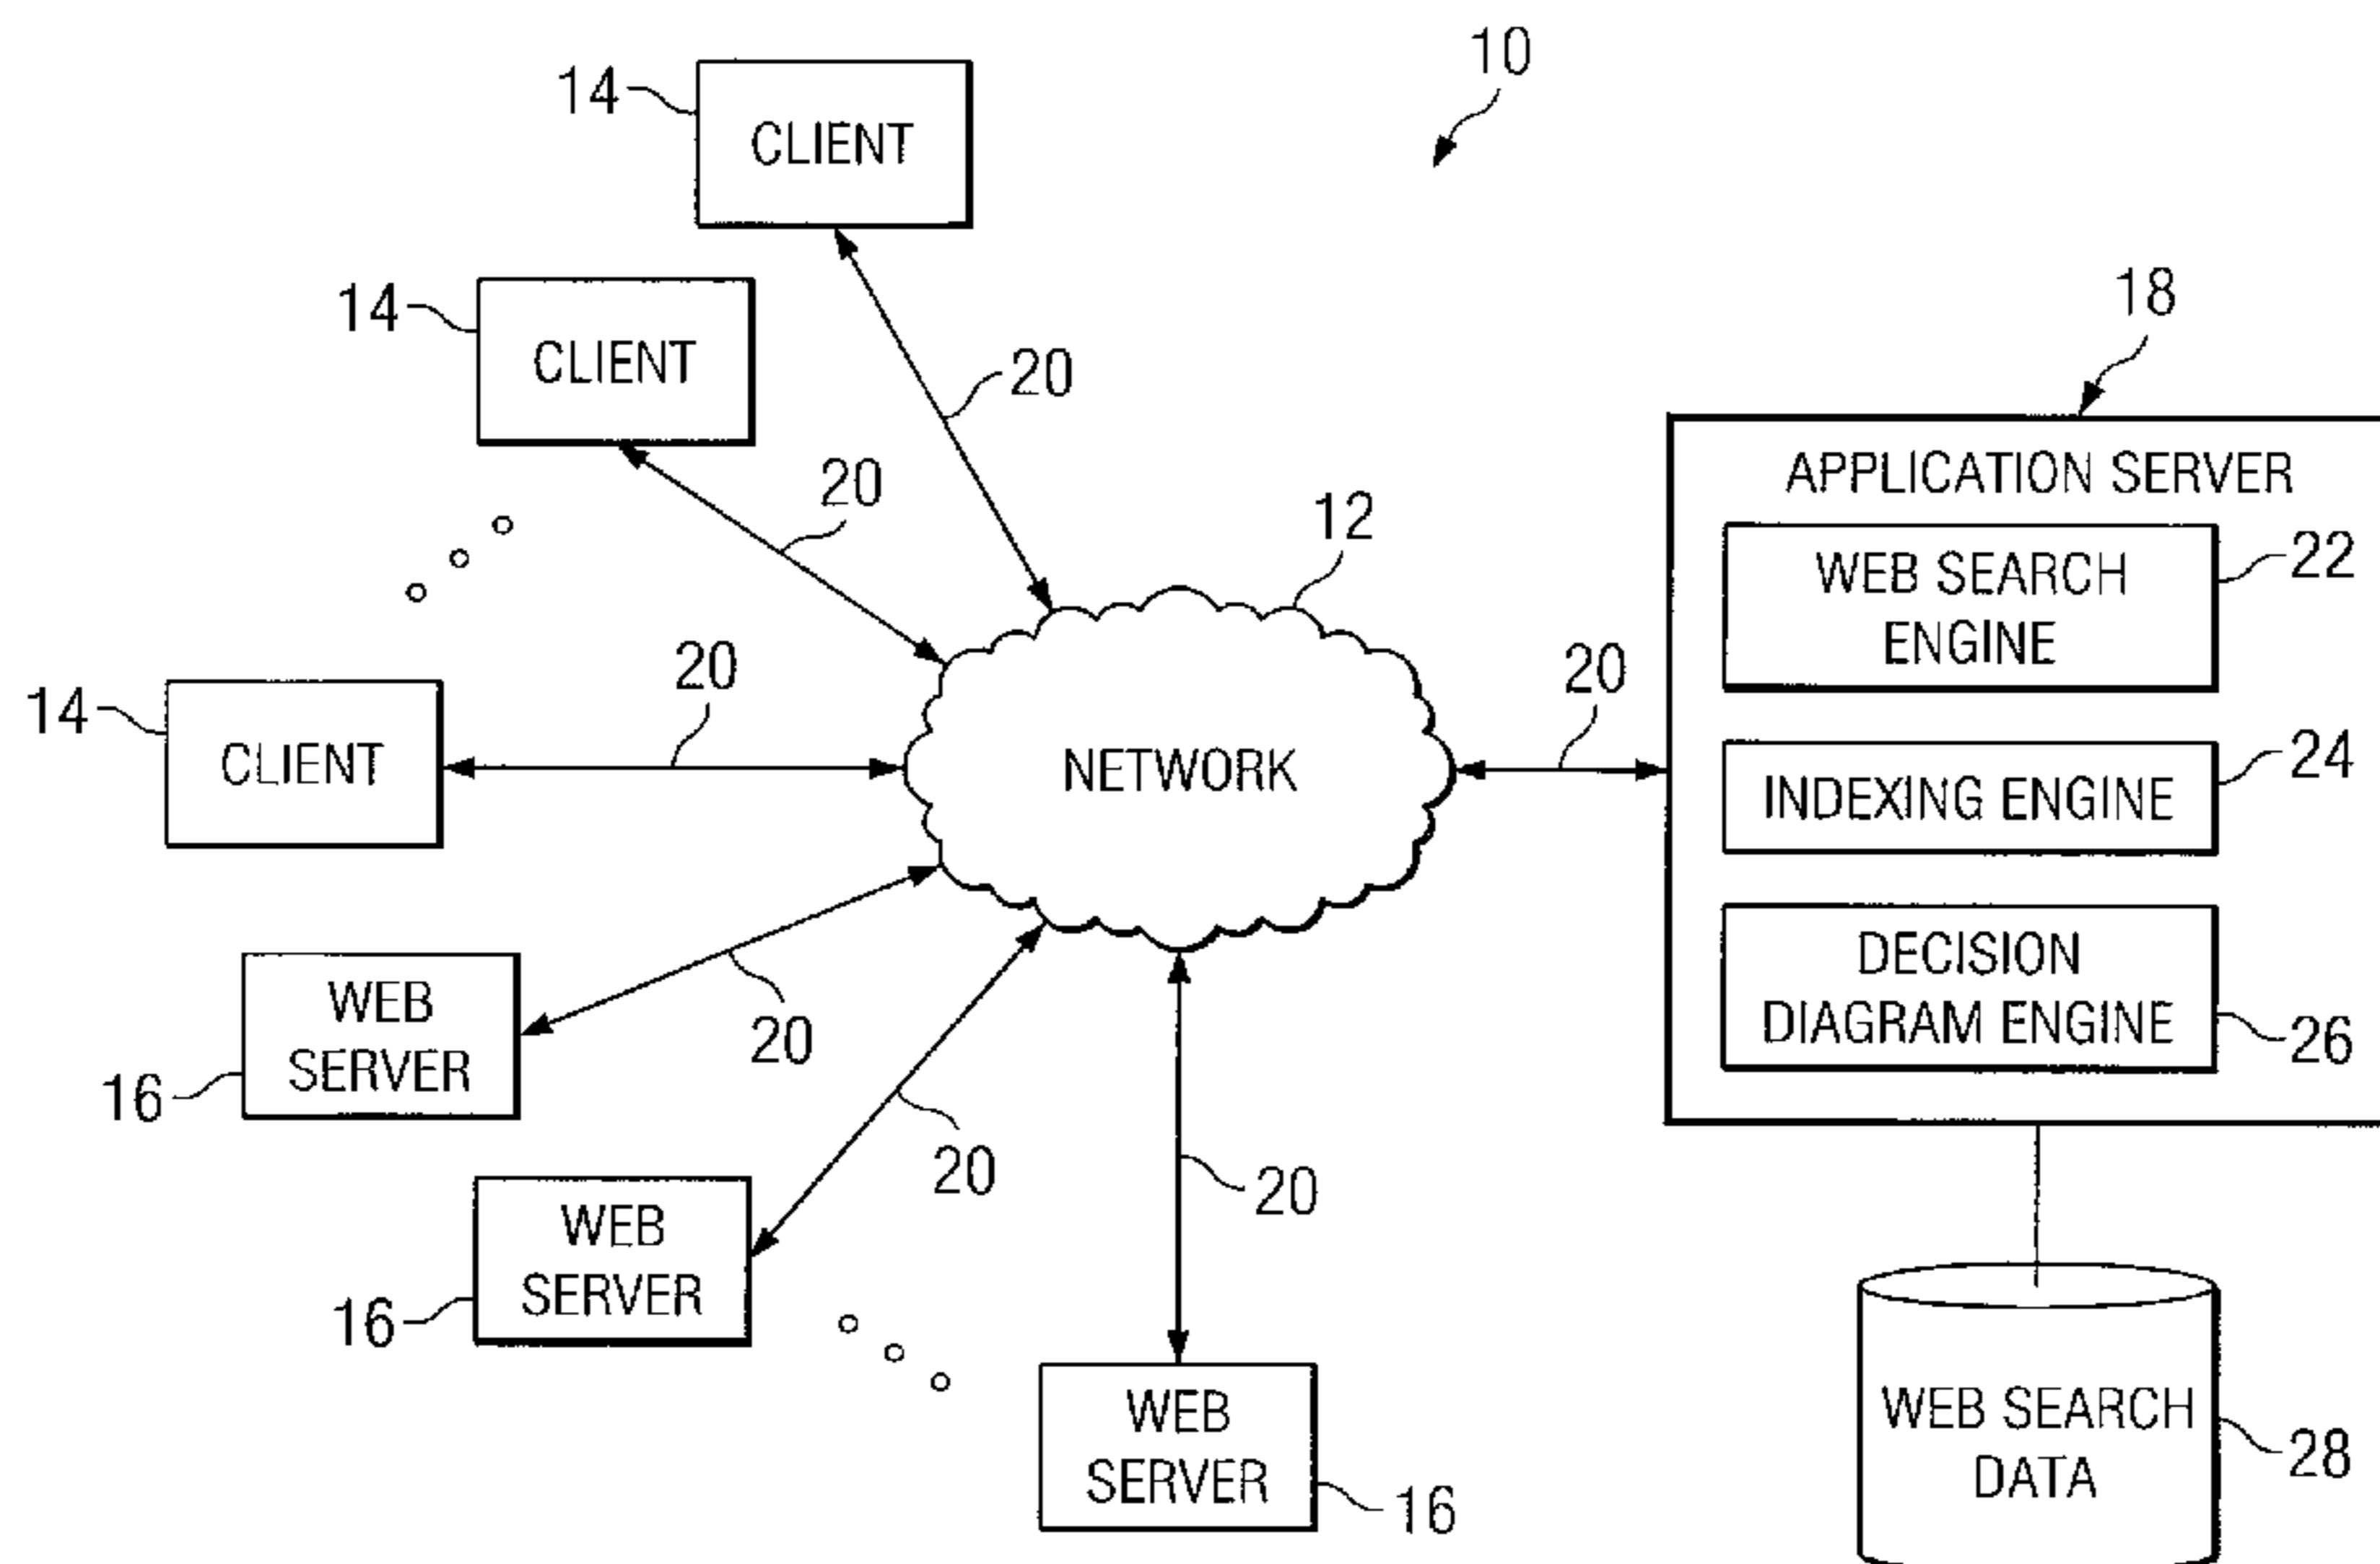 10
14
CLIENT
14
CLIENT
20
18
20
12
APPLICATION SERVER
WEB SEARCH
ENGINE
22
14
CLIENT
20
NETWORK
20
INDEXING ENGINE
24
DECISION
DIAGRAM ENGINE
26
WEB
SERVER
16
20
20
20
WEB
SERVER
16
WEB
SERVER
16
WEB SEARCH
DATA
28